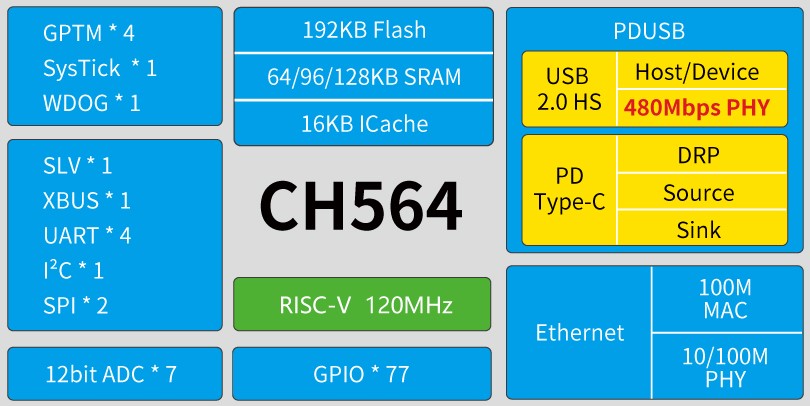 GPTM * 4
SysTick * 1
WDOG * 1
SLV * 1
XBUS * 1
UART * 4
I²C * 1
SPI * 2
12bit ADC * 7
192KB Flash
64/96/128KB SRAM
16KB ICache
CH564
RISC-V 120MHz
GPIO * 77
PDUSB
USB
2.0 HS
Host/Device
480Mbps PHY
PD
Type-C
DRP
Source
Sink
Ethernet
100M
MAC
10/100M
PHY